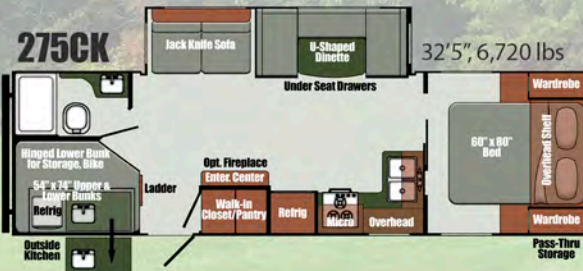 275CK
Jack Knife Sofa
U-Shaped
Dinette
32'5", 6,720 lbs
Under Seat Drawers
Wardrobe
60" x 80"
Bed
Overhead Shelf
Wardrobe
Pass-Thru
Storage
Hinged Lower Bunk
for Storage, Bike
54" x 74" Upper &
Lower Bunks
Ladder
Refrig
Outside
Kitchen
Opt. Fireplace
Enter. Center
Walk-in
Closet/Pantry
Refrig
Micro
Overhead